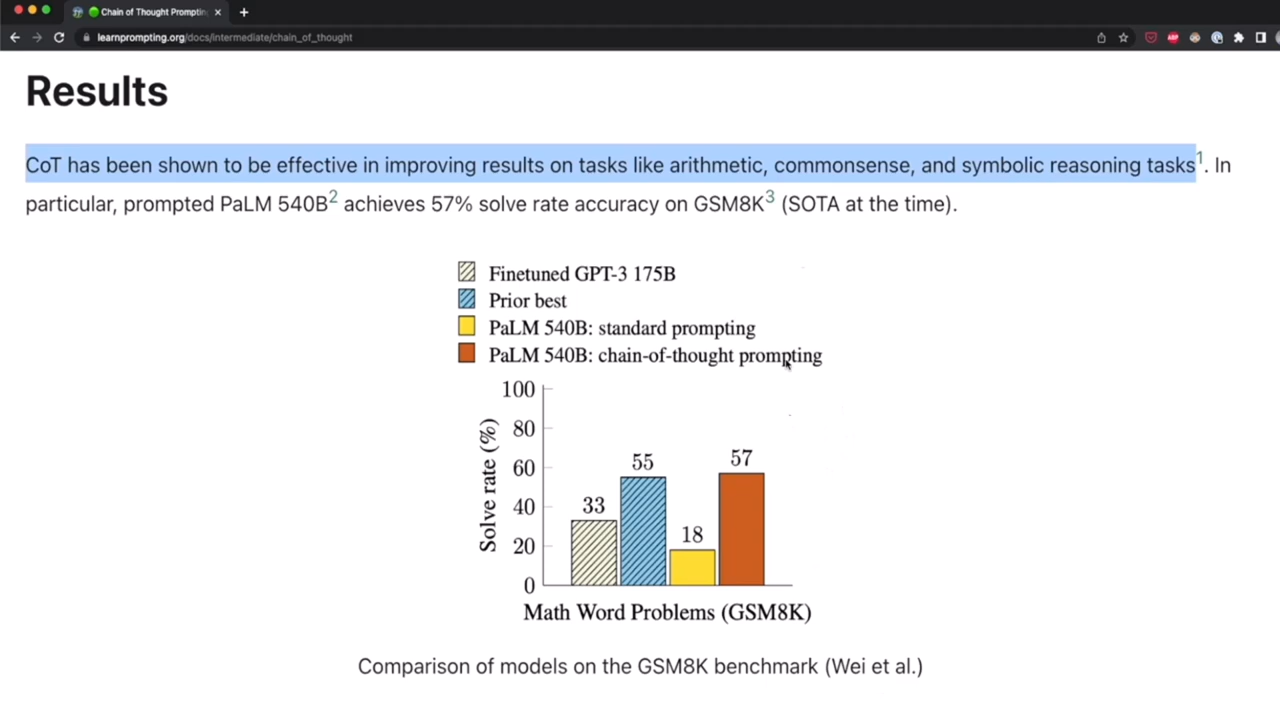 Chain of Thought Prompting
learnprompting.org/docs/intermediate/chain_of_thought
Results
CoT has been shown to be effective in improving results on tasks like arithmetic, commonsense, and symbolic reasoning tasks1. In
particular, prompted PaLM 540B2 achieves 57% solve rate accuracy on GSM8K3 (SOTA at the time).
Finetuned GPT-3 175B
Prior best
PaLM 540B: standard prompting
PaLM 540B: chain-of-thought prompting
Solve rate (%)
100
80
60
40
20
0
33
55
18
57
Math Word Problems (GSM8K)
Comparison of models on the GSM8K benchmark (Wei et al.)